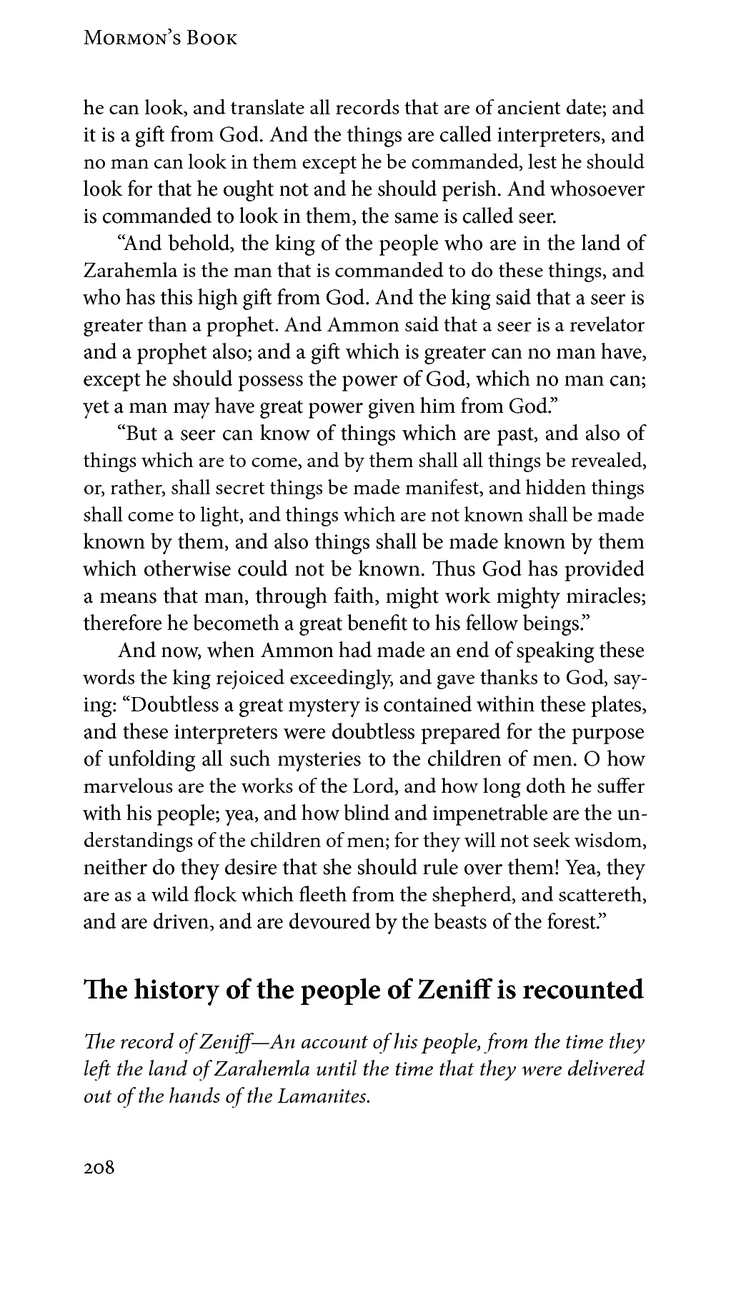 Mormon’s Book
he can look, and translate all records that are of ancient date; and
it is a gift from God. And the things are called interpreters, and
no man can look in them except he be commanded, lest he should
look for that he ought not and he should perish. And whosoever
is commanded to look in them, the same is called seer.
“And behold, the king of the people who are in the land of
Zarahemla is the man that is commanded to do these things, and
who has this high gift from God. And the king said that a seer is
greater than a prophet. And Ammon said that a seer is a revelator
and a prophet also; and a gift which is greater can no man have,
except he should possess the power of God, which no man can;
yet a man may have great power given him from God.”
“But a seer can know of things which are past, and also of
things which are to come, and by them shall all things be revealed,
or, rather, shall secret things be made manifest, and hidden things
shall come to light, and things which are not known shall be made
known by them, and also things shall be made known by them
which otherwise could not be known. Thus God has provided
a means that man, through faith, might work mighty miracles;
therefore he becometh a great benefit to his fellow beings.”
And now, when Ammon had made an end of speaking these
words the king rejoiced exceedingly, and gave thanks to God, say-
ing: “Doubtless a great mystery is contained within these plates,
and these interpreters were doubtless prepared for the purpose
of unfolding all such mysteries to the children of men. O how
marvelous are the works of the Lord, and how long doth he suffer
with his people; yea, and how blind and impenetrable are the un-
derstandings of the children of men; for they will not seek wisdom,
neither do they desire that she should rule over them! Yea, they
are as a wild flock which fleeth from the shepherd, and scattereth,
and are driven, and are devoured by the beasts of the forest.”
The history of the people of Zeniff is recounted
The record of Zeniff—An account of his people, from the time they
left the land of Zarahemla until the time that they were delivered
out of the hands of the Lamanites.
208